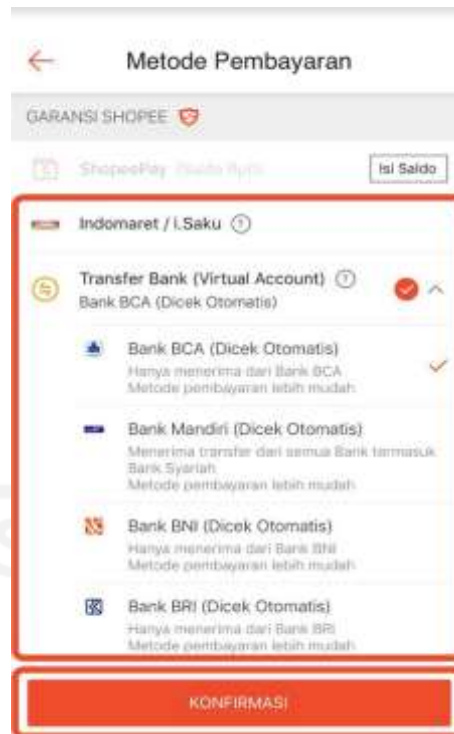 Metode Pembayaran
GARANSI SHOPEE
ShopeePay
Isi Saldo
Indomaret / i.Saku
Transfer Bank (Virtual Account)
Bank BCA (Dicek Otomatis)
Bank BCA (Dicek Otomatis)
Hanya menerima dari Bank BCA
Metode pembayaran lebih mudah
Bank Mandiri (Dicek Otomatis)
Menerima transfer dari semua Bank termasuk
Bank Syariah
Metode pembayaran lebih mudah
Bank BNI (Dicek Otomatis)
Hanya menerima dari Bank BNI
Metode pembayaran lebih mudah
Bank BRI (Dicek Otomatis)
Hanya menerima dari Bank BRI
Metode pembayaran lebih mudah
KONFIRMASI